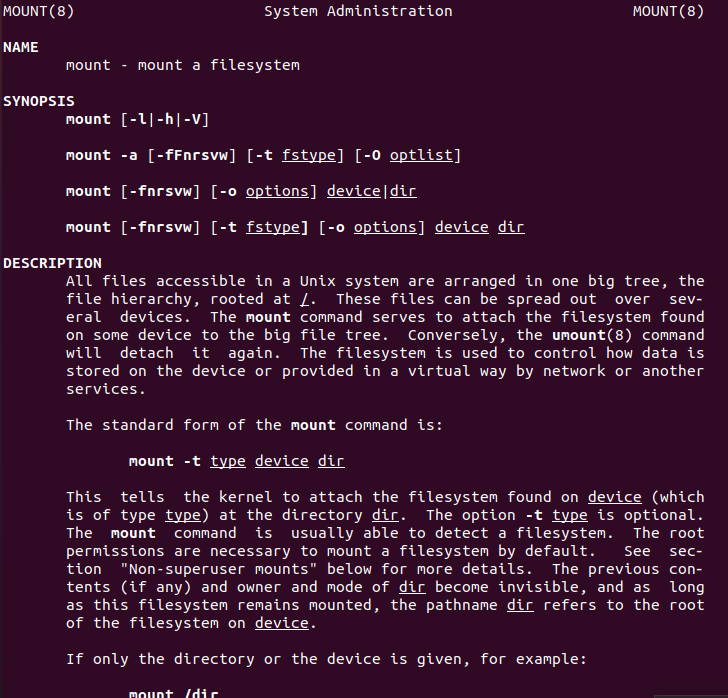 MOUNT(8) System Administration MOUNT(8)
NAME
mount - mount a filesystem
SYNOPSIS
mount [-l|-h|-V]
mount -a [-fFnrsvw] [-t fstype] [-O optlist]
mount [-fnrsvw] [-o options] device|dir
mount [-fnrsvw] [-t fstype] [-o options] device dir
DESCRIPTION
All files accessible in a Unix system are arranged in one big tree, the
file hierarchy, rooted at /. These files can be spread out over sev-
eral devices. The mount command serves to attach the filesystem found
on some device to the big file tree. Conversely, the umount(8) command
will detach it again. The filesystem is used to control how data is
stored on the device or provided in a virtual way by network or another
services.
The standard form of the mount command is:
mount -t type device dir
This tells the kernel to attach the filesystem found on device (which
is of type type) at the directory dir. The option -t type is optional.
The mount command is usually able to detect a filesystem. The root
permissions are necessary to mount a filesystem by default. See sec-
tion "Non-superuser mounts" below for more details. The previous con-
tents (if any) and owner and mode of dir become invisible, and as long
as this filesystem remains mounted, the pathname dir refers to the root
of the filesystem on device.
If only the directory or the device is given, for example:
mount /dir